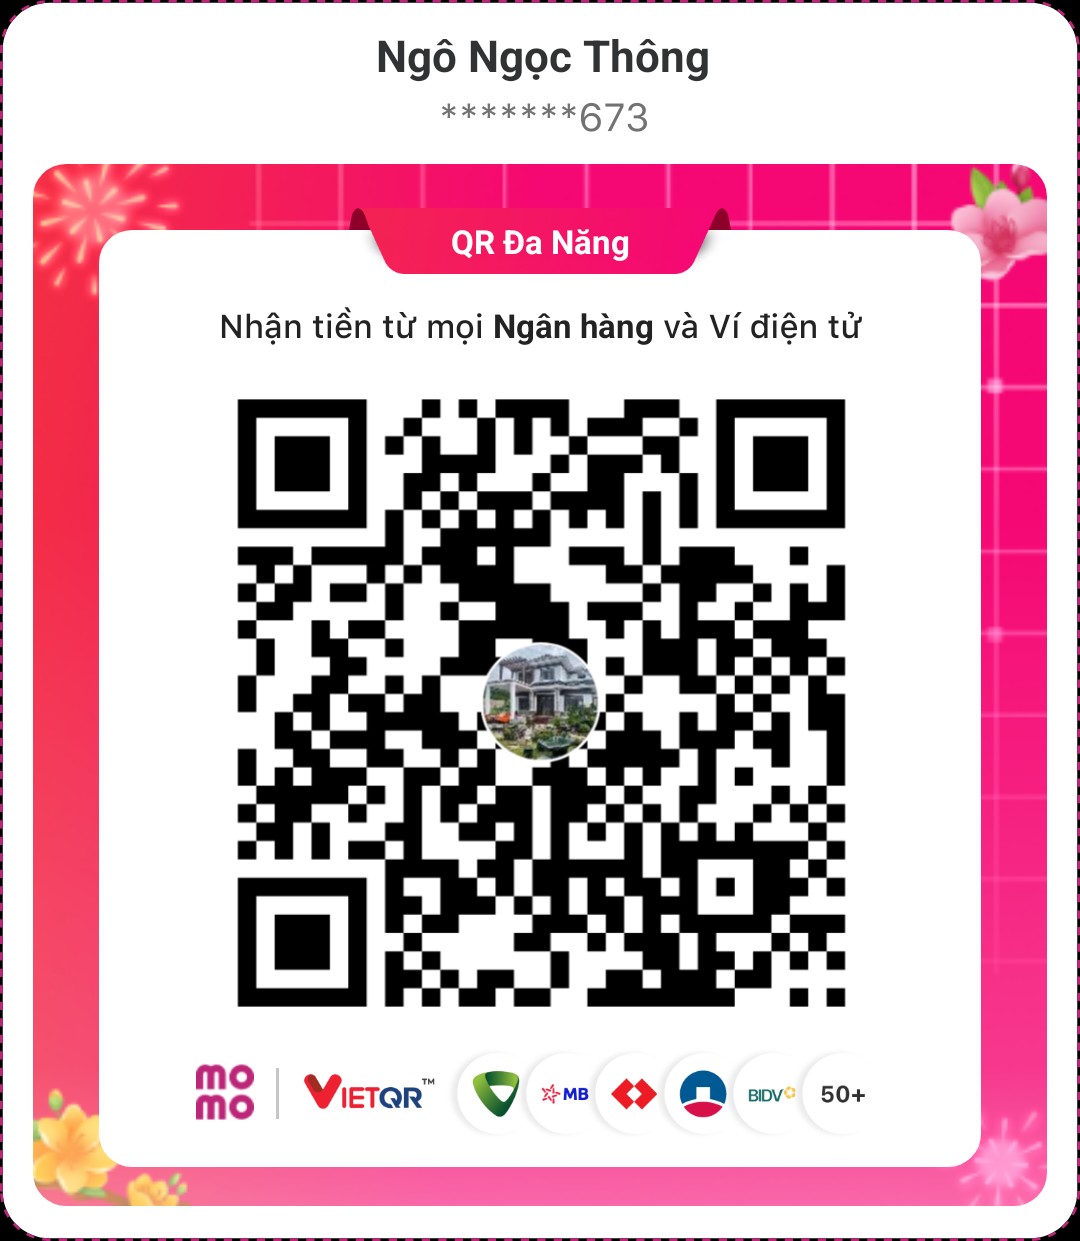 Ngô Ngọc Thông
*******673
QR Đa Năng
Nhận tiền từ mọi Ngân hàng và Ví điện tử
mo
mo
VIETQR™
MB
BIDV
50+